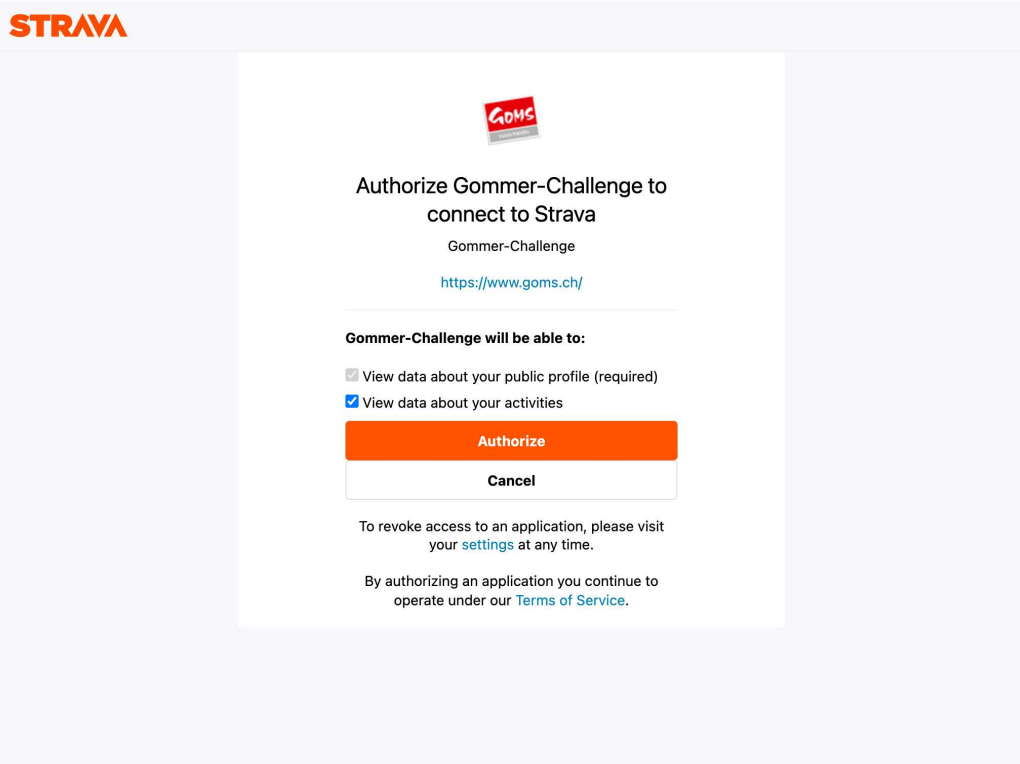 STRAVA
GOMS
Authorize Gommer-Challenge to
connect to Strava
Gommer-Challenge
https://www.goms.ch/
Gommer-Challenge will be able to:
View data about your public profile (required)
View data about your activities
Authorize
Cancel
To revoke access to an application, please visit
your settings at any time.
By authorizing an application you continue to
operate under our Terms of Service.